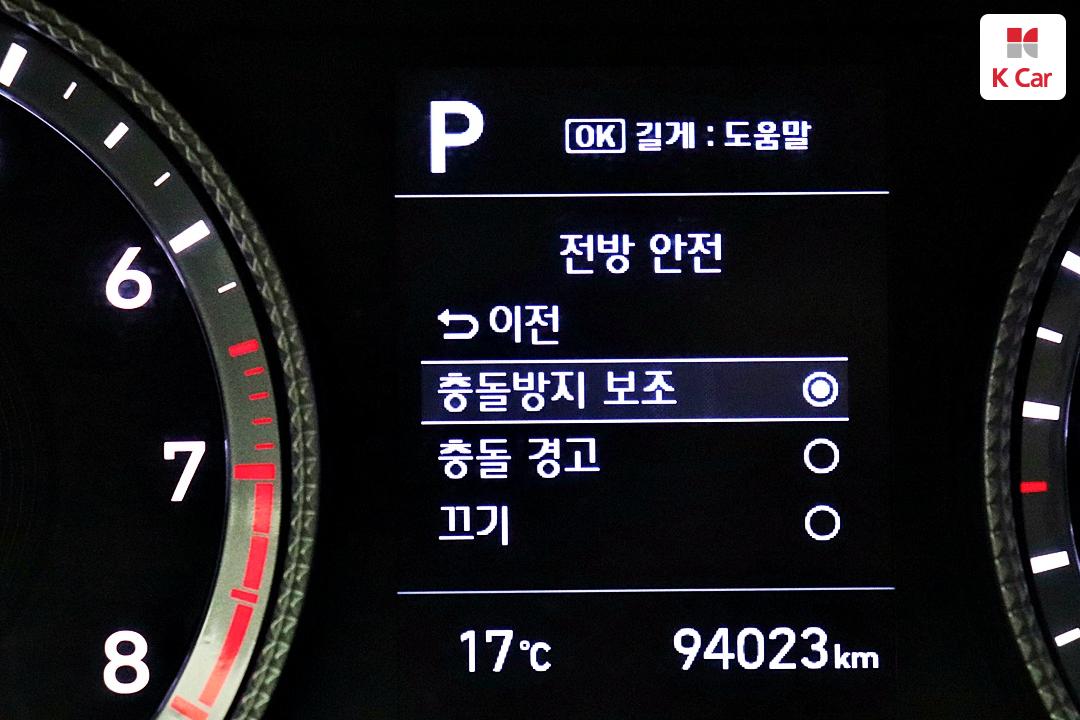 K Car
P
OK 길게 : 도움말
전방 안전
이전
충돌방지 보조
충돌 경고
끄기
17℃ 94023km
6
7
8